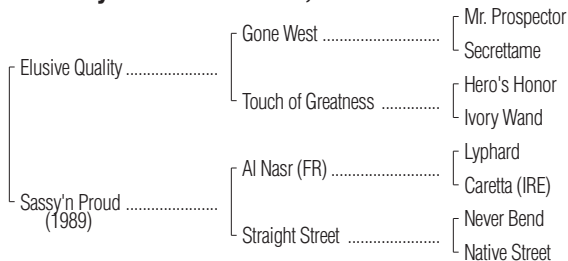 Mr. Prospector
Gone West ............................
Secrettame
Elusive Quality ......................
Hero's Honor
Touch of Greatness ..............
Ivory Wand
Lyphard
Al Nasr (FR) ..........................
Caretta (IRE)
Sassy'n Proud ......................
(1989)
Never Bend
Straight Street ......................
Native Street